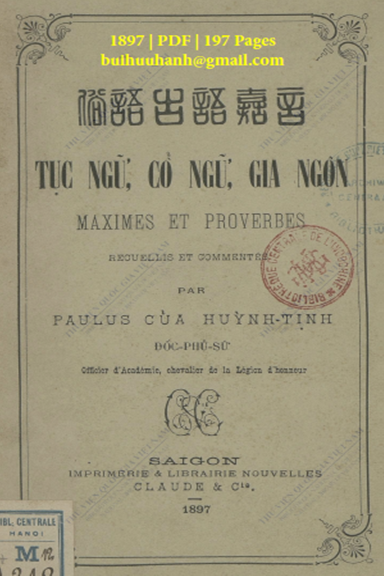 1897 | PDF | 197 Pages
buihuuhanh@gmail.com
俗語古語嘉言
TỤC NGỮ, CỔ NGỮ, GIA NGÔN
MAXIMES ET PROVERBES
RECUEILLIS ET COMMENTÉS
PAR
PAULUS CỦA HUỲNH-TỊNH
ĐỐC-PHỦ-SỨ
Officier d'Académie, chevalier de la Légion d'honneur
SAIGON
IMPRIMERIE & LIBRAIRIE NOUVELLES
CLAUDE & Cie.
1897
BIBL. CENTRALE
HANOI
M 12